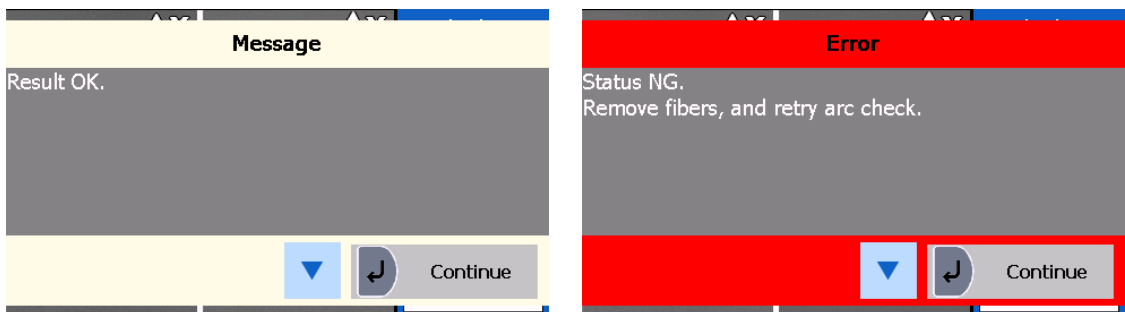 Message
Result OK.
Continue
Error
Status NG.
Remove fibers, and retry arc check.
Continue